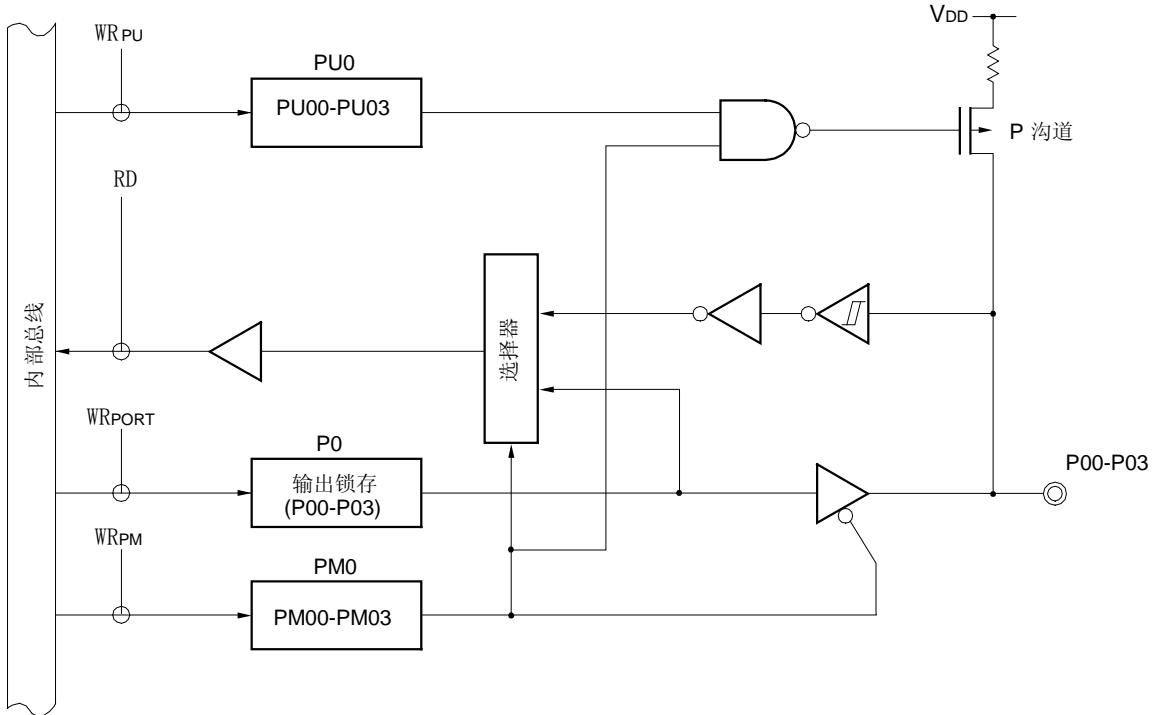 VDD
WRPU
PU0
PU00-PU03
P 沟道
RD
内部总线
选择器
WRPORT
P0
输出锁存
(P00-P03)
P00-P03
WRPM
PM0
PM00-PM03